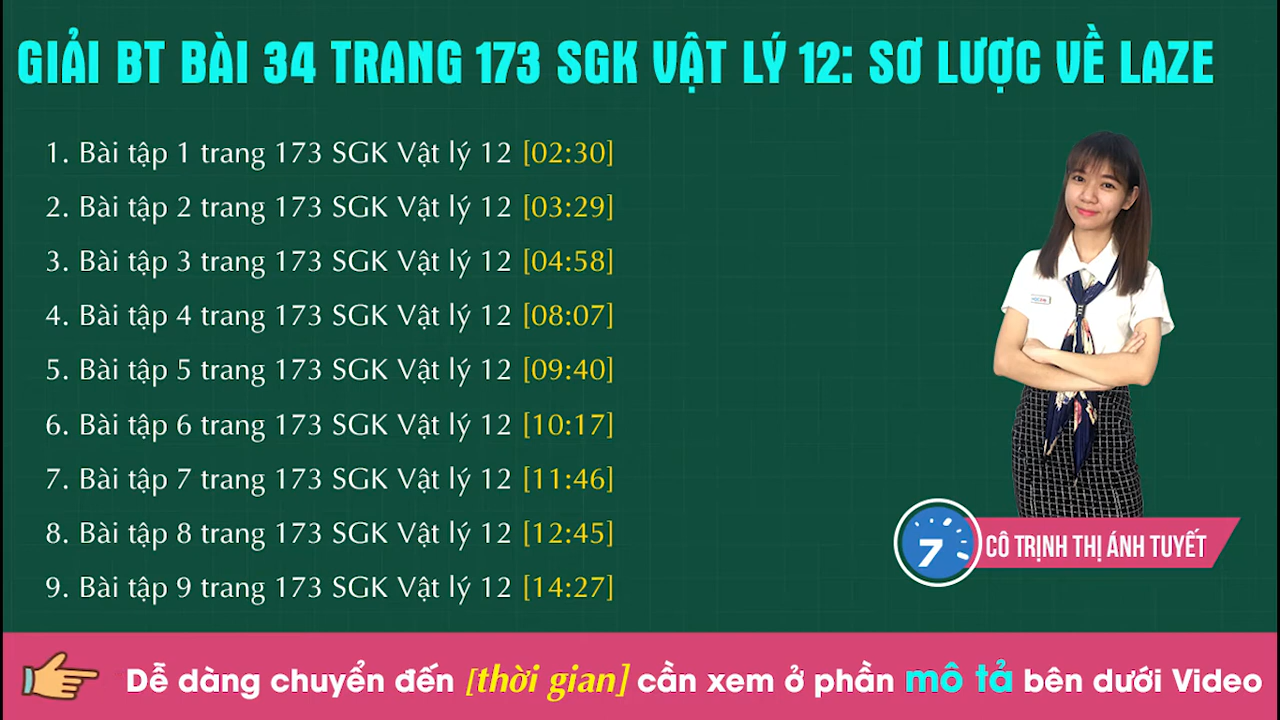 GIẢI BT BÀI 34 TRANG 173 SGK VẬT LÝ 12: SƠ LƯỢC VỀ LAZE
1. Bài tập 1 trang 173 SGK Vật lý 12 [02:30]
2. Bài tập 2 trang 173 SGK Vật lý 12 [03:29]
3. Bài tập 3 trang 173 SGK Vật lý 12 [04:58]
4. Bài tập 4 trang 173 SGK Vật lý 12 [08:07]
5. Bài tập 5 trang 173 SGK Vật lý 12 [09:40]
6. Bài tập 6 trang 173 SGK Vật lý 12 [10:17]
7. Bài tập 7 trang 173 SGK Vật lý 12 [11:46]
8. Bài tập 8 trang 173 SGK Vật lý 12 [12:45]
9. Bài tập 9 trang 173 SGK Vật lý 12 [14:27]
7 CÔ TRỊNH THỊ ÁNH TUYẾT
Dễ dàng chuyển đến [thời gian] cần xem ở phần mô tả bên dưới Video